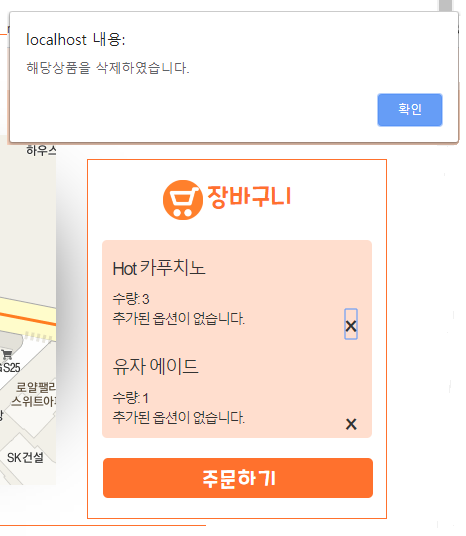 localhost 내용:
해당상품을 삭제하였습니다.
확인
하우스
장바구니
Hot 카푸치노
수량: 3
추가된 옵션이 없습니다.
X
유자 에이드
수량: 1
추가된 옵션이 없습니다.
X
주문하기
GS25
로얄팰리
스위트아파
SK건설